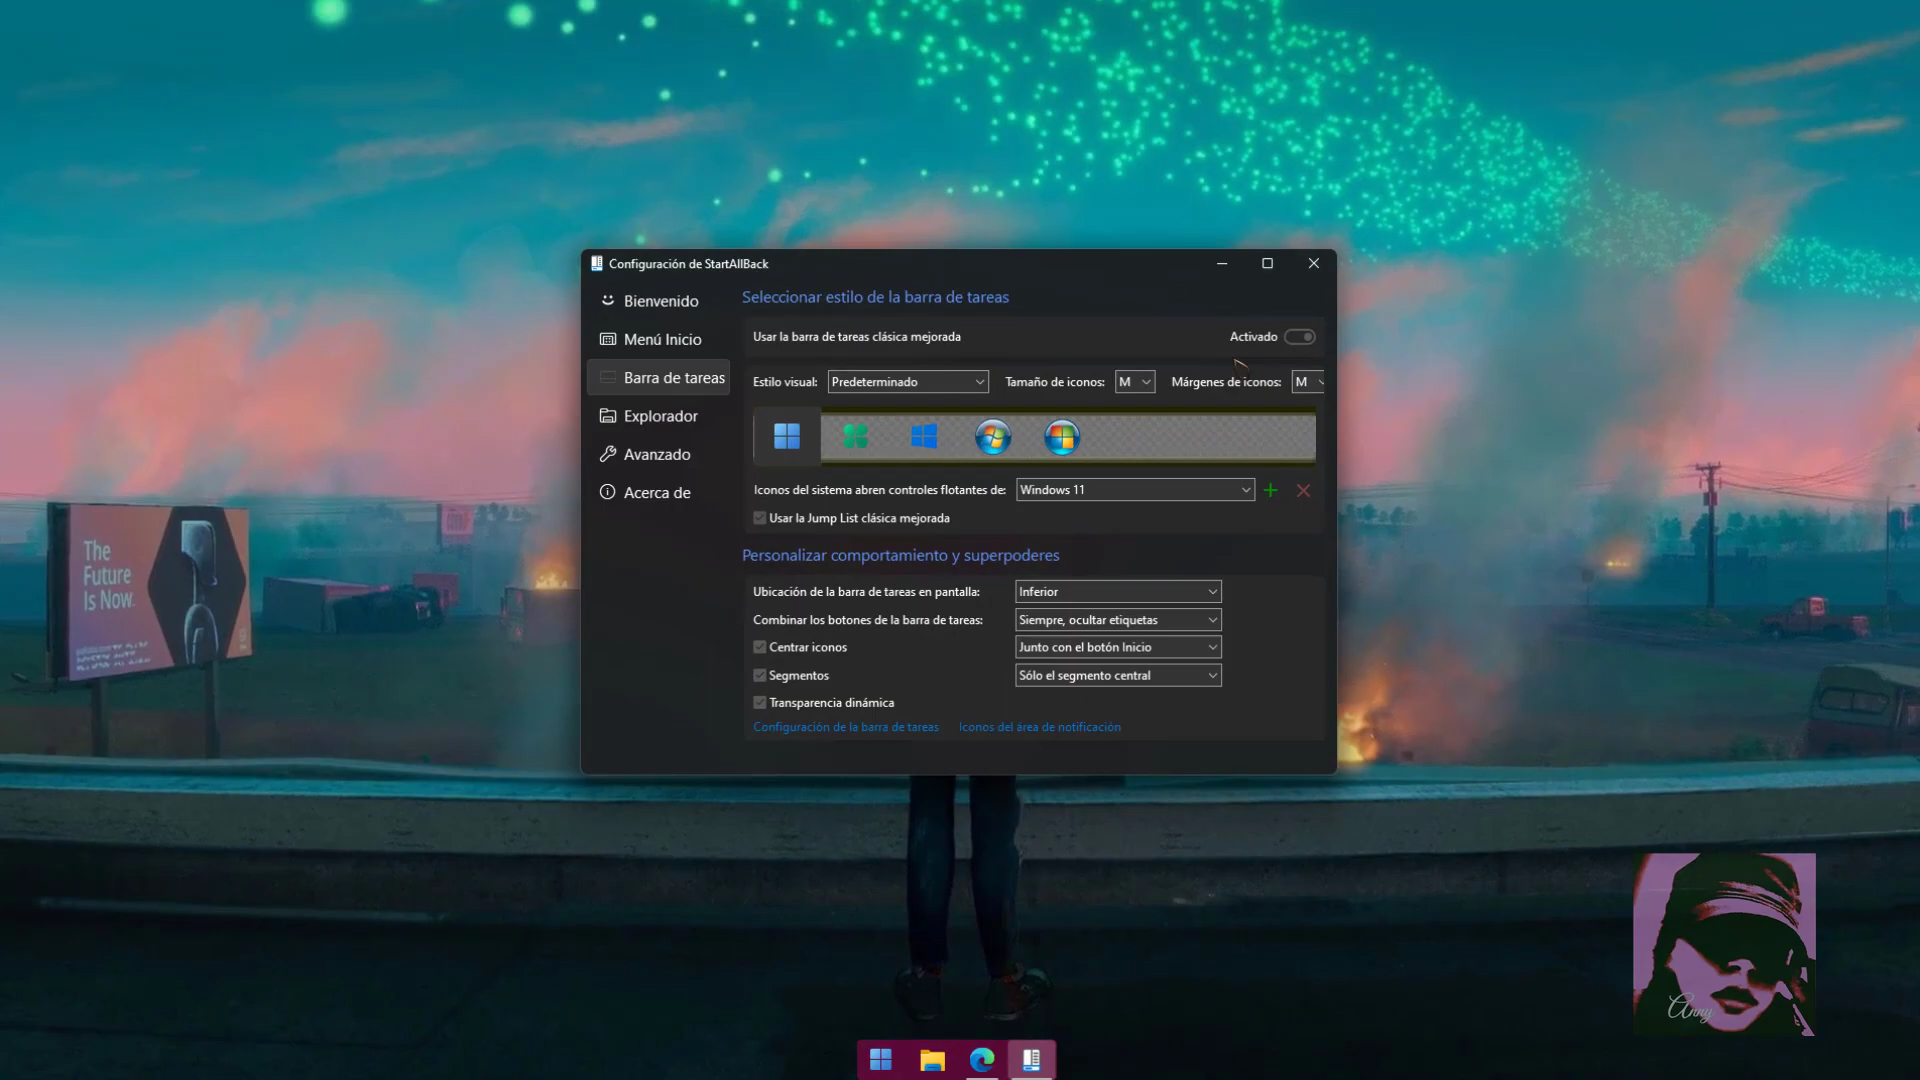 Configuración de StartAllBack
Bienvenido
Menú Inicio
Barra de tareas
Explorador
Avanzado
Acerca de
Seleccionar estilo de la barra de tareas
Usar la barra de tareas clásica mejorada
Activado
Estilo visual: Predeterminado Tamaño de iconos: M Márgenes de iconos: M
Iconos del sistema abren controles flotantes de: Windows 11
Usar la Jump List clásica mejorada
Personalizar comportamiento y superpoderes
Ubicación de la barra de tareas en pantalla: Inferior
Combinar los botones de la barra de tareas: Siempre, ocultar etiquetas
Centrar iconos Junto con el botón Inicio
Segmentos Sólo el segmento central
Transparencia dinámica
Configuración de la barra de tareas Iconos del área de notificación
The
Future
Is Now.
Anny